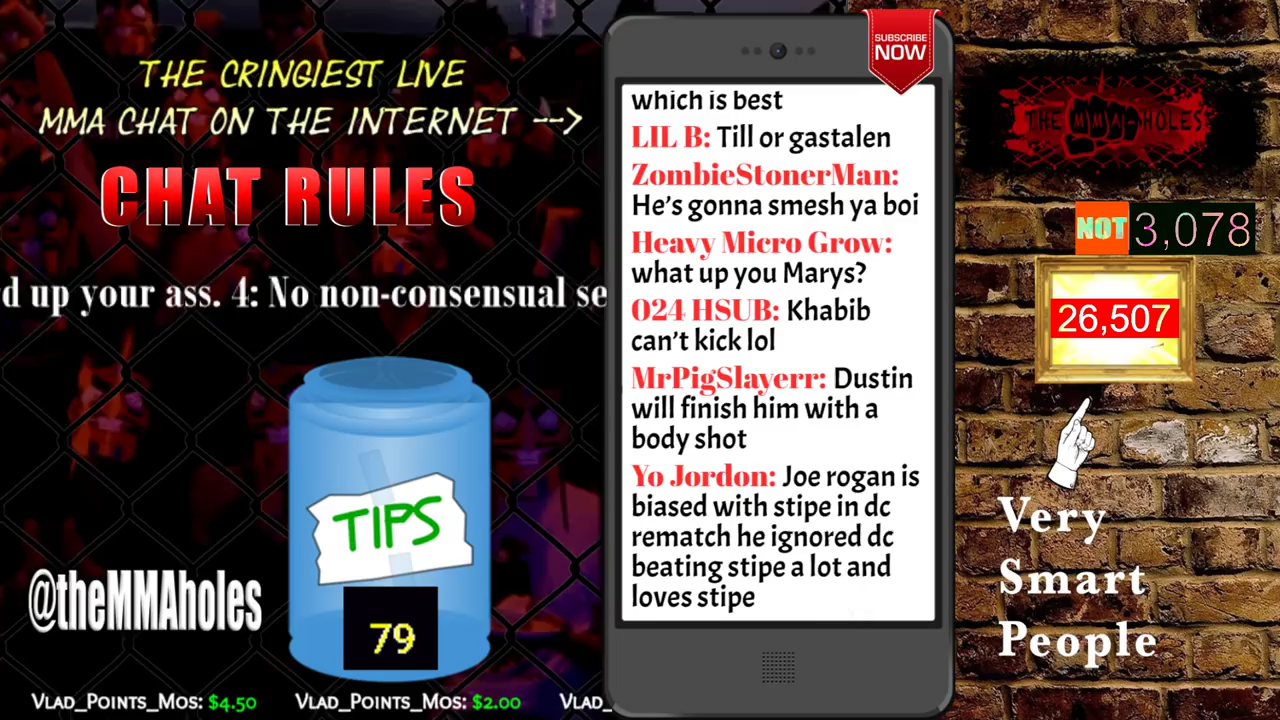 THE CRINGIEST LIVE
MMA CHAT ON THE INTERNET -->
CHAT RULES
d up your ass. 4: No non-consensual se
TIPS
79
@theMMAholes
Vlad_Points_Mos: $4.50
Vlad_Points_Mos: $2.00
Vlad_
SUBSCRIBE
NOW
which is best
LIL B: Till or gastalen
ZombieStonerMan:
He's gonna smesh ya boi
Heavy Micro Grow:
what up you Marys?
024 HSUB: Khabib
can't kick lol
MrPigSlayerr: Dustin
will finish him with a
body shot
Yo Jordon: Joe rogan is
biased with stipe in dc
rematch he ignored dc
beating stipe a lot and
loves stipe
THE MMA-HOLES
NOT 3,078
26,507
Very
Smart
People